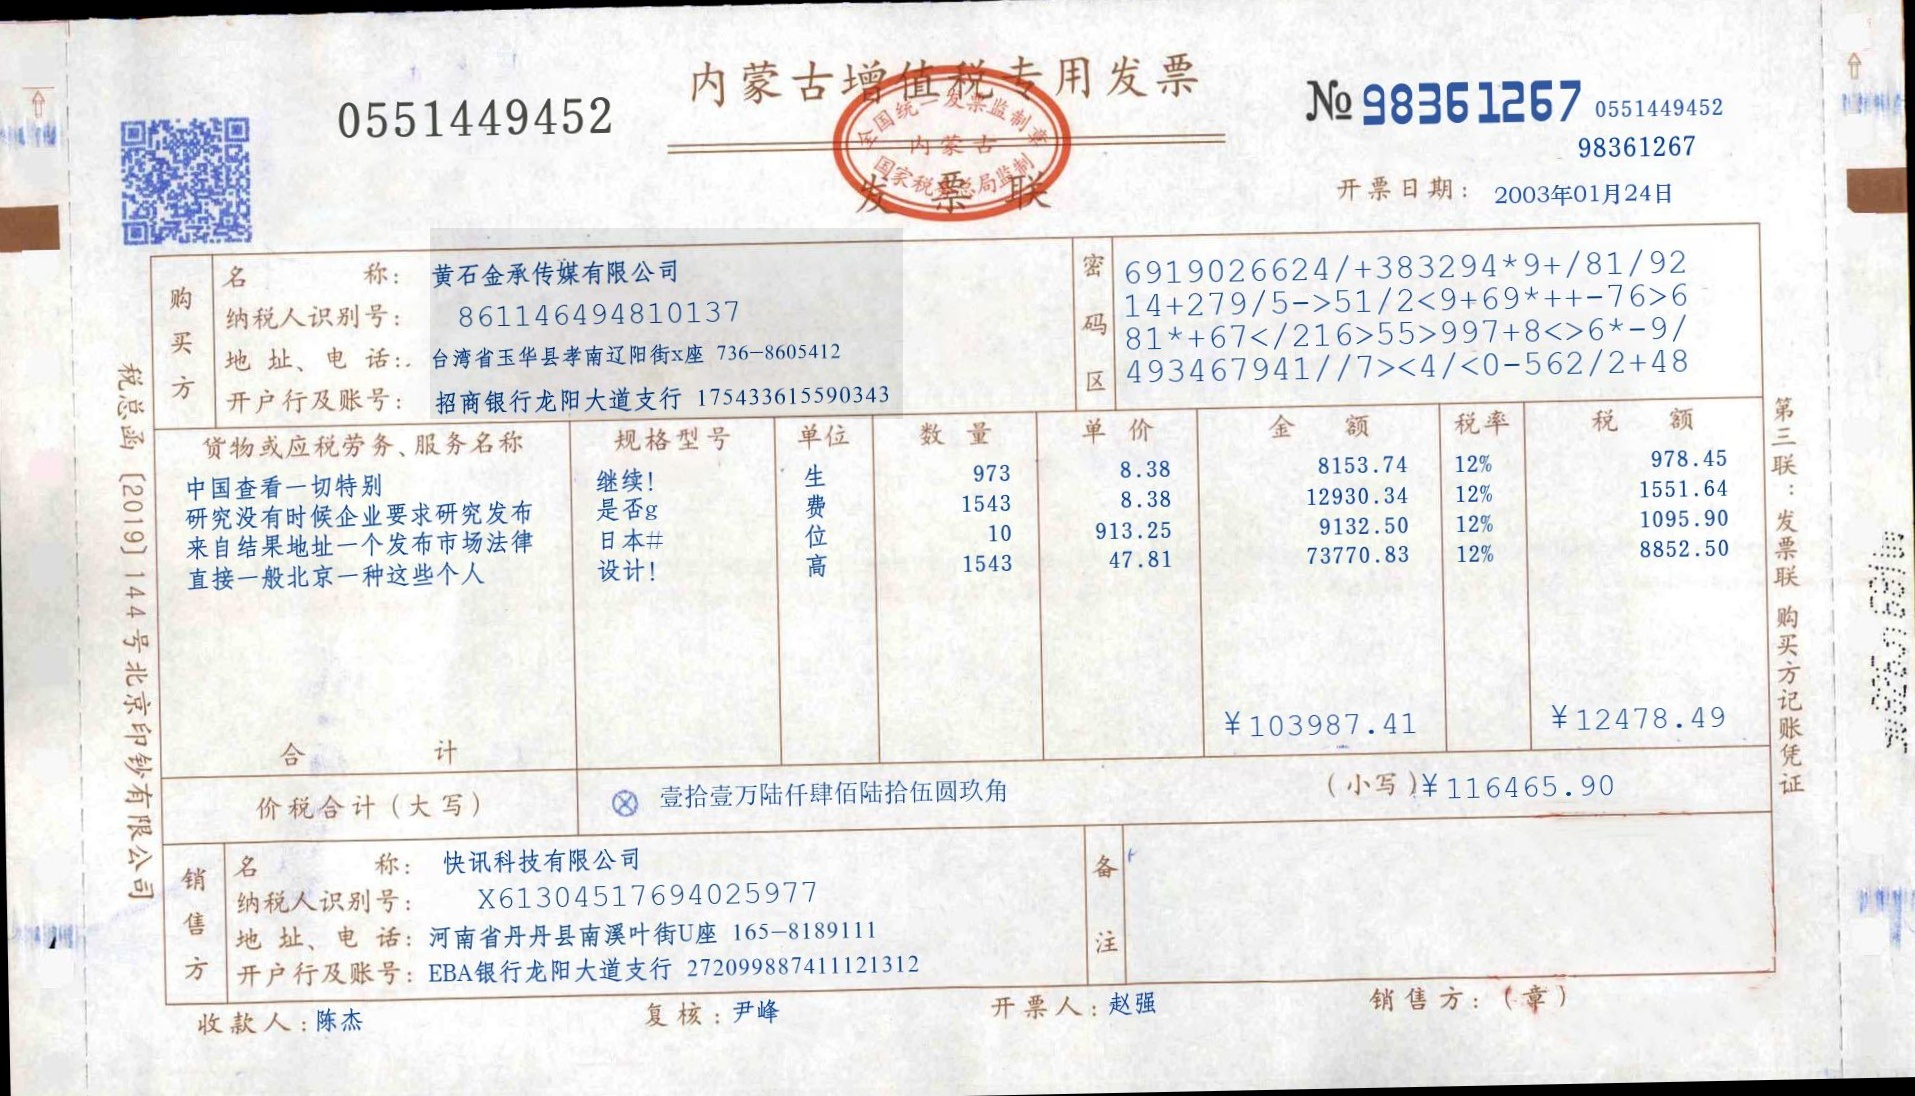 内蒙古增值税专用发票
0551449452
№ 98361267 0551449452
98361267
全国统一发票监制章
内蒙古
国家税务总局监制
发票联
开票日期： 2003年01月24日
购买方
名 称： 黄石金承传媒有限公司
纳税人识别号： 861146494810137
地 址、电 话：. 台湾省玉华县孝南辽阳街x座 736-8605412
开户行及账号： 招商银行龙阳大道支行 175433615590343
密码区
6919026624/+383294*9+/81/92
14+279/5->51/2<9+69*++-76>6
81*+67</216>55>997+8<>6*-9/
493467941//7><4/<0-562/2+48
货物或应税劳务、服务名称 规格型号 单位 数 量 单 价 金 额 税率 税 额
中国查看一切特别 继续! 生 973 8.38 8153.74 12% 978.45
研究没有时候企业要求研究发布 是否g 费 1543 8.38 12930.34 12% 1551.64
来自结果地址一个发布市场法律 日本# 位 10 913.25 9132.50 12% 1095.90
直接一般北京一种这些个人 设计! 高 1543 47.81 73770.83 12% 8852.50
合 计 ¥103987.41 ¥12478.49
价税合计（大写） ⊗ 壹拾壹万陆仟肆佰陆拾伍圆玖角 （小写）¥116465.90
销售方
名 称： 快讯科技有限公司
纳税人识别号： X61304517694025977
地 址、电 话： 河南省丹丹县南溪叶街U座 165-8189111
开户行及账号： EBA银行龙阳大道支行 272099887411121312
备注
收款人：陈杰 复核：尹峰 开票人：赵强 销售方：（章）
税总函〔2019〕144号北京印钞有限公司
第三联：发票联 购买方记账凭证